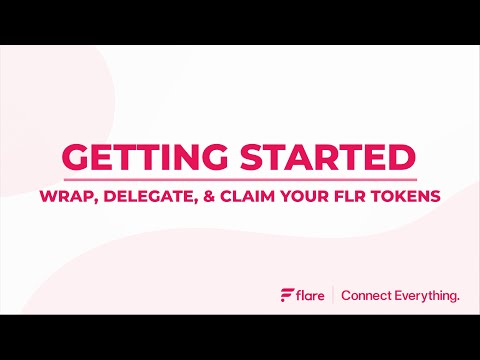 GETTING STARTED
WRAP, DELEGATE, & CLAIM YOUR FLR TOKENS
flare | Connect Everything.